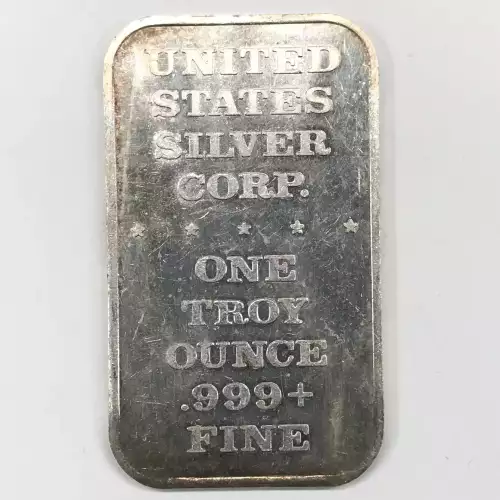 UNITED
STATES
SILVER
CORP.
ONE
TROY
OUNCE
.999+
FINE